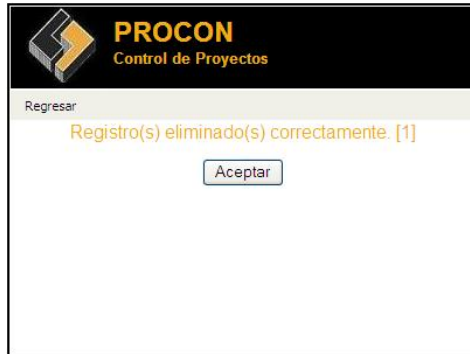 PROCON
Control de Proyectos
Regresar
Registro(s) eliminado(s) correctamente. [1]
Aceptar